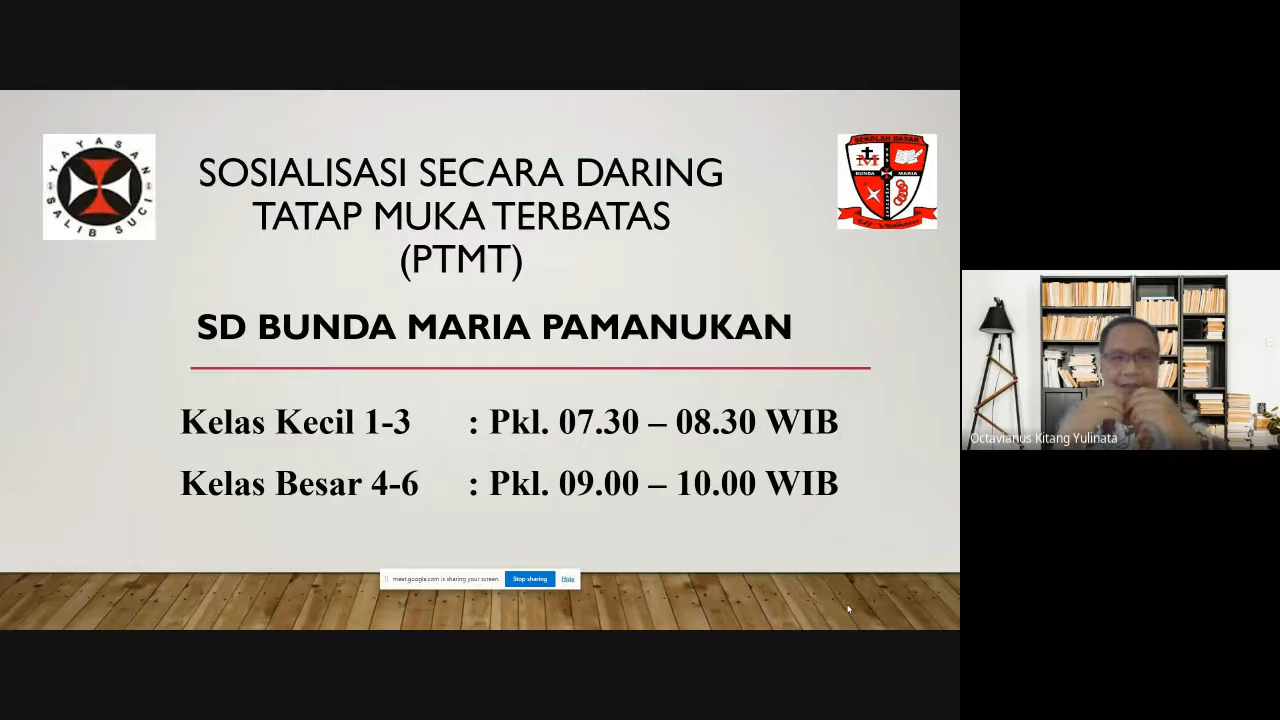 YAYASAN
SALIB SUCI
SOSIALISASI SECARA DARING
TATAP MUKA TERBATAS
(PTMT)
SEKOLAH DASAR
BUNDA MARIA
SD BUNDA MARIA PAMANUKAN
Kelas Kecil 1-3 : Pkl. 07.30 – 08.30 WIB
Kelas Besar 4-6 : Pkl. 09.00 – 10.00 WIB
Octavianus Kitang Yulinata
meet.google.com is sharing your screen.
Stop sharing
Hide